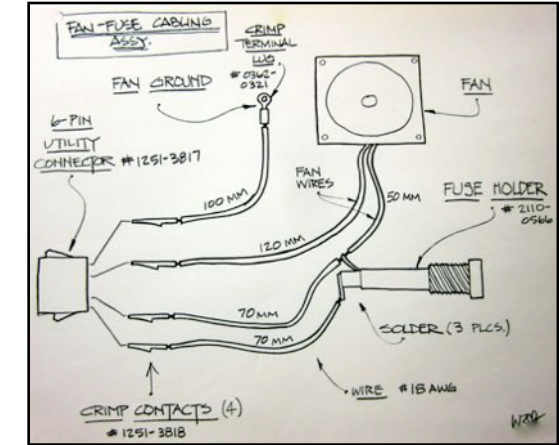 FAN-FUSE CABLING
ASSY.
CRIMP
TERMINAL
LUG
#0362-
0321
FAN GROUND
FAN
6-PIN
UTILITY
CONNECTOR #1251-3817
FAN
WIRES
50 MM
FUSE HOLDER
# 2110-
0566
100 MM
120 MM
70 MM
70 MM
SOLDER (3 PLCS.)
WIRE #18 AWG
CRIMP CONTACTS (4)
#1251-3818